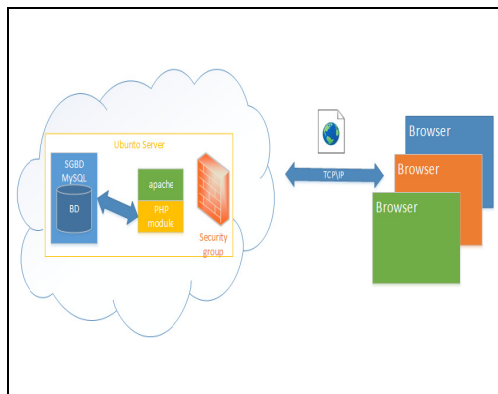 Ubunto Server
SGBD
MySQL
BD
apache
PHP
module
Security
group
TCP\IP
Browser
Browser
Browser